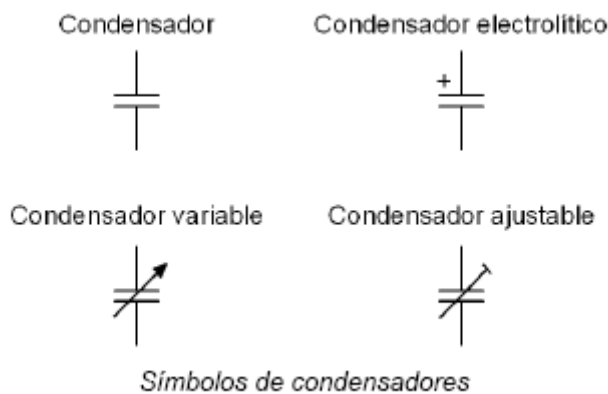 Condensador
Condensador electrolítico
+
Condensador variable
Condensador ajustable
Símbolos de condensadores